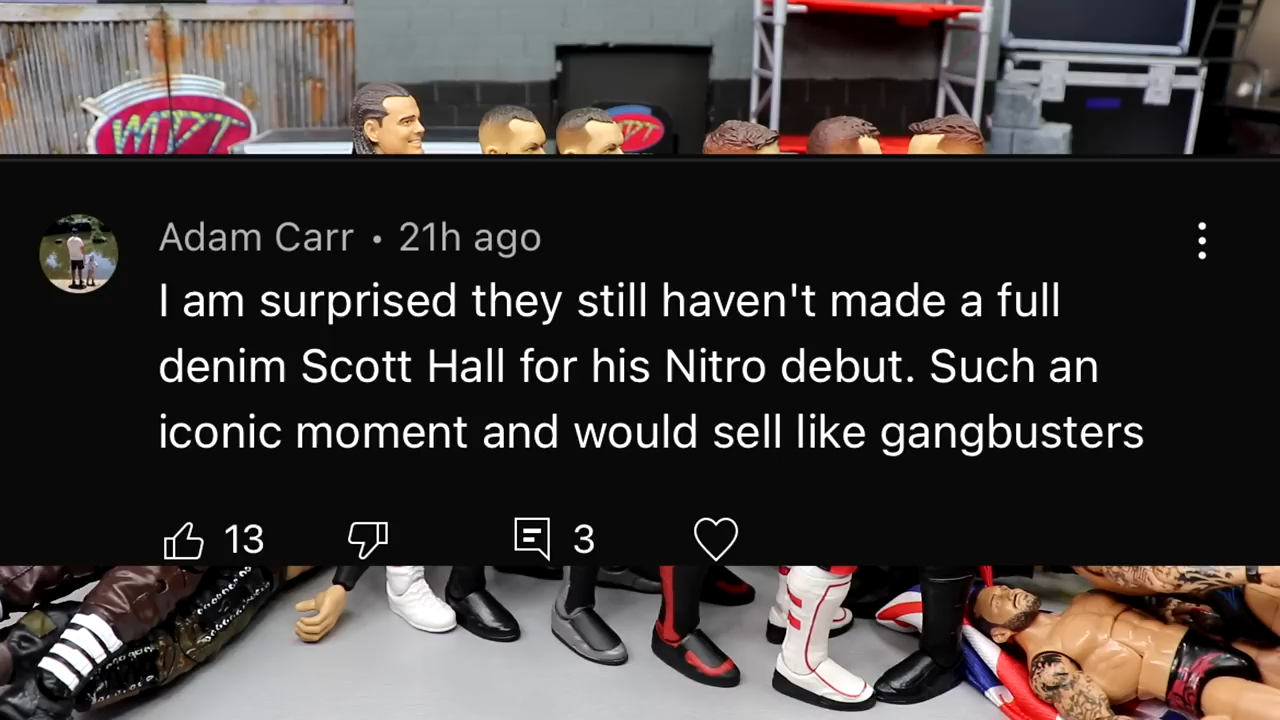 Adam Carr • 21h ago
I am surprised they still haven't made a full
denim Scott Hall for his Nitro debut. Such an
iconic moment and would sell like gangbusters
13
3